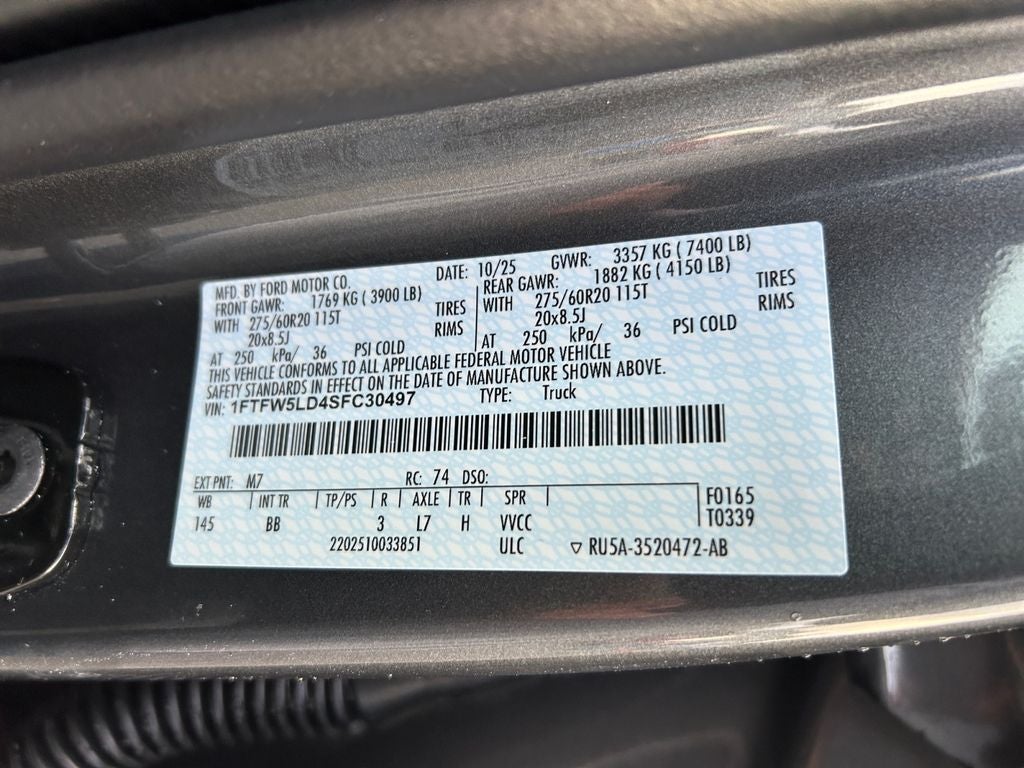 MFD. BY FORD MOTOR CO. DATE: 10/25 GVWR: 3357 KG ( 7400 LB)
FRONT GAWR: 1769 KG ( 3900 LB) REAR GAWR: 1882 KG ( 4150 LB)
WITH 275/60R20 115T TIRES WITH 275/60R20 115T TIRES
20x8.5J RIMS 20x8.5J RIMS
AT 250 kPa/ 36 PSI COLD AT 250 kPa/ 36 PSI COLD
THIS VEHICLE CONFORMS TO ALL APPLICABLE FEDERAL MOTOR VEHICLE
SAFETY STANDARDS IN EFFECT ON THE DATE OF MANUFACTURE SHOWN ABOVE.
VIN: 1FTFW5LD4SFC30497 TYPE: Truck
EXT PNT: M7 RC: 74 DSO:
WB INT TR TP/PS R AXLE TR SPR F0165
145 BB 3 L7 H VVCC T0339
2202510033851 ULC ▽ RU5A-3520472-AB